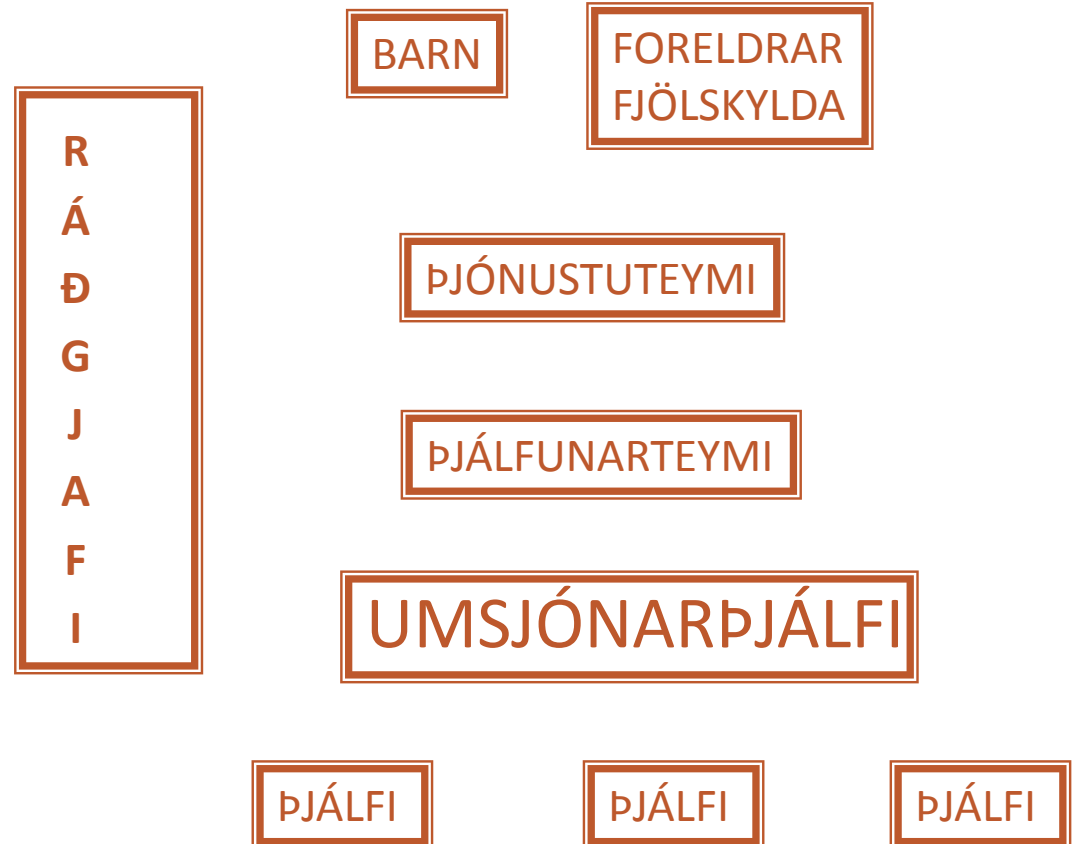 BARN
FORELDRAR
FJÖLSKYLDA
R
Á
Ð
G
J
A
F
I
ÞJÓNUSTUTEYMI
ÞJÁLFUNARTEYMI
UMSJÓNARÞJÁLFI
ÞJÁLFI
ÞJÁLFI
ÞJÁLFI